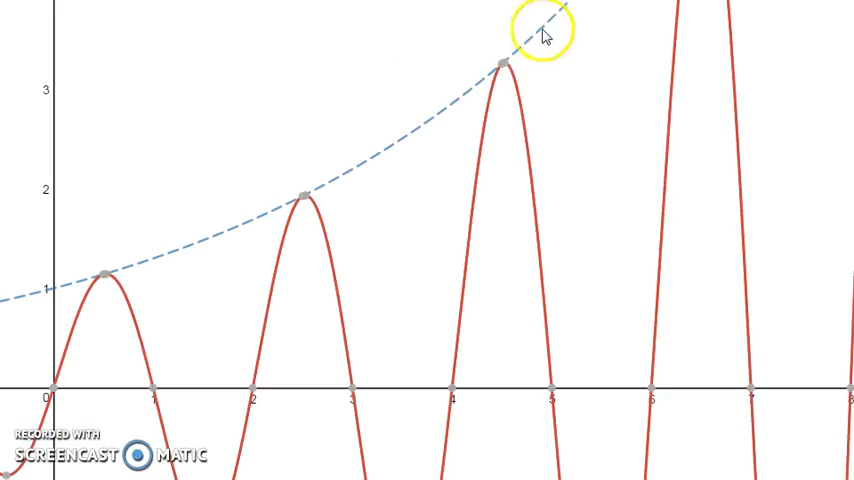 3
2
1
0 1 2 3 4 5 6 7 8
RECORDED WITH
SCREENCAST MATIC